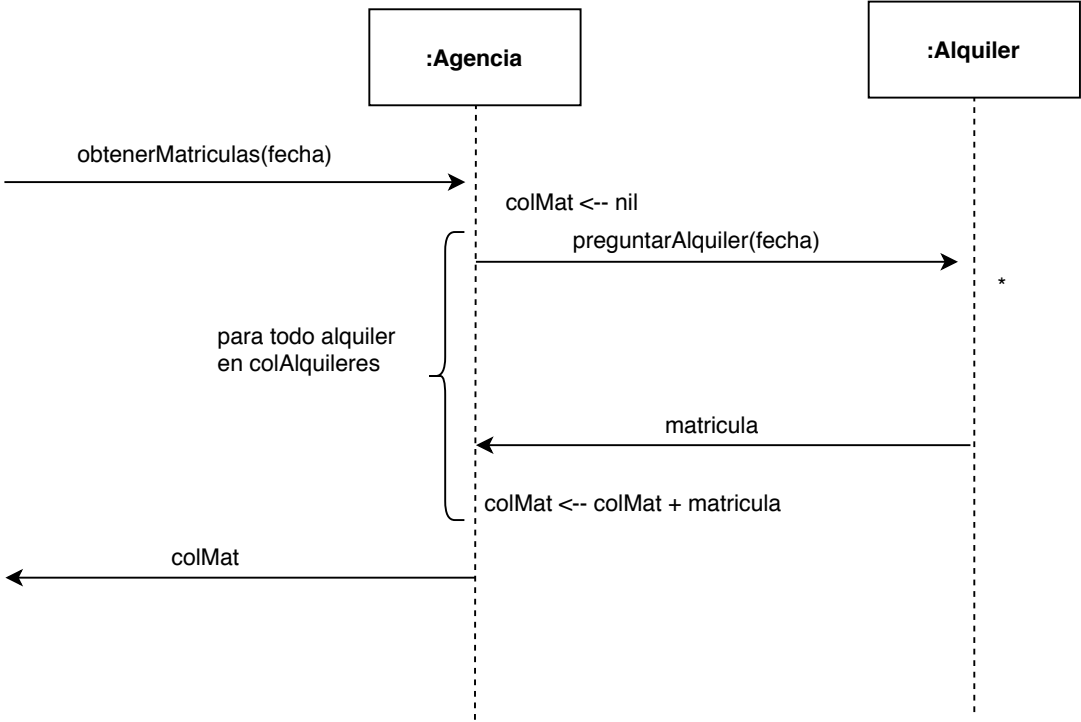 :Agencia
:Alquiler
obtenerMatriculas(fecha)
colMat <-- nil
preguntarAlquiler(fecha)
*
para todo alquiler
en colAlquileres
matricula
colMat <-- colMat + matricula
colMat